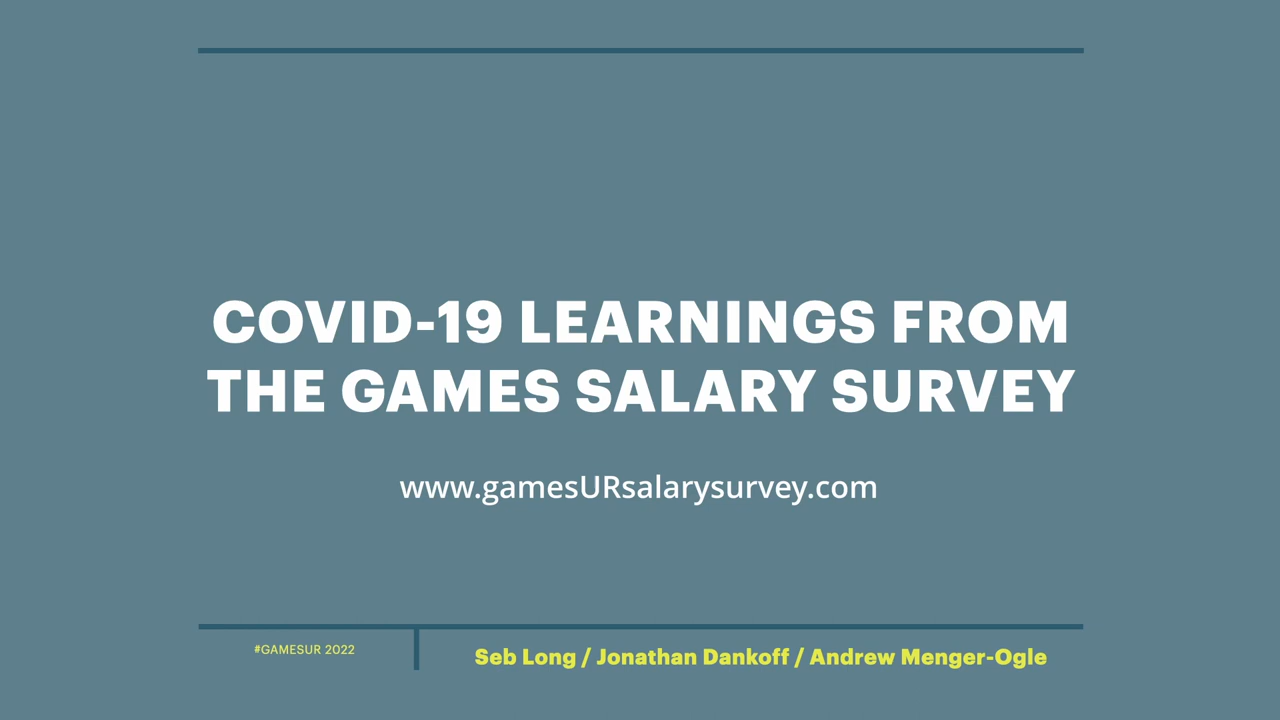 COVID-19 LEARNINGS FROM
THE GAMES SALARY SURVEY
www.gamesURsalarysurvey.com
#GAMESUR 2022
Seb Long / Jonathan Dankoff / Andrew Menger-Ogle